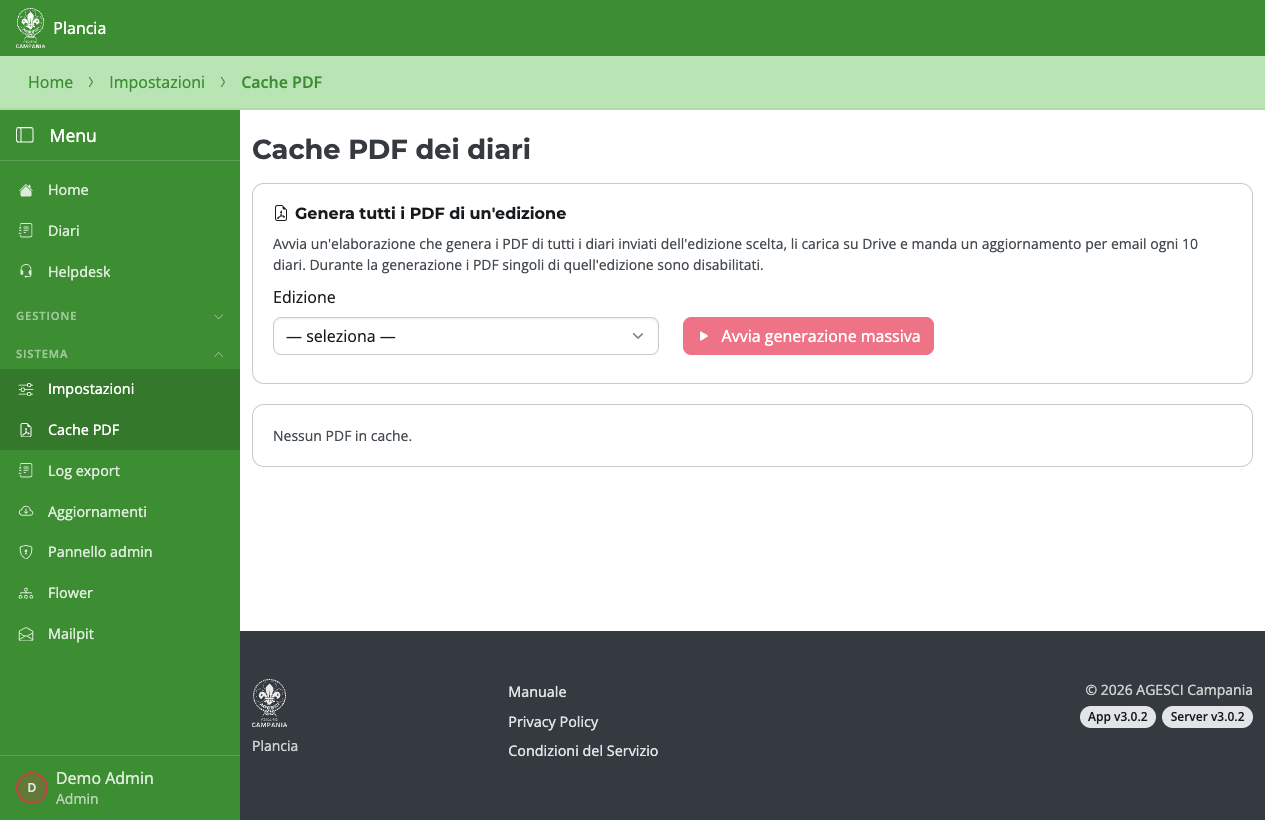 CAMPANIA
Plancia
Home
Impostazioni
Cache PDF
Menu
Home
Diari
Helpdesk
GESTIONE
SISTEMA
Impostazioni
Cache PDF
Log export
Aggiornamenti
Pannello admin
Flower
Mailpit
D
Demo Admin
Admin
Cache PDF dei diari
Genera tutti i PDF di un'edizione
Avvia un'elaborazione che genera i PDF di tutti i diari inviati dell'edizione scelta, li carica su Drive e manda un aggiornamento per email ogni 10
diari. Durante la generazione i PDF singoli di quell'edizione sono disabilitati.
Edizione
— seleziona —
Avvia generazione massiva
Nessun PDF in cache.
CAMPANIA
Plancia
Manuale
Privacy Policy
Condizioni del Servizio
© 2026 AGESCI Campania
App v3.0.2
Server v3.0.2